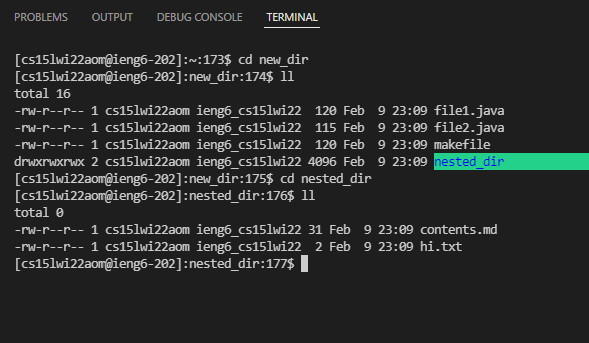 PROBLEMS OUTPUT DEBUG CONSOLE TERMINAL
[cs15lwi22aom@ieng6-202]:~:173$ cd new_dir
[cs15lwi22aom@ieng6-202]:new_dir:174$ ll
total 16
-rw-r--r-- 1 cs15lwi22aom ieng6_cs15lwi22  120 Feb  9 23:09 file1.java
-rw-r--r-- 1 cs15lwi22aom ieng6_cs15lwi22  115 Feb  9 23:09 file2.java
-rw-r--r-- 1 cs15lwi22aom ieng6_cs15lwi22  120 Feb  9 23:09 makefile
drwxrwxrwx 2 cs15lwi22aom ieng6_cs15lwi22 4096 Feb  9 23:09 nested_dir
[cs15lwi22aom@ieng6-202]:new_dir:175$ cd nested_dir
[cs15lwi22aom@ieng6-202]:nested_dir:176$ ll
total 0
-rw-r--r-- 1 cs15lwi22aom ieng6_cs15lwi22 31 Feb  9 23:09 contents.md
-rw-r--r-- 1 cs15lwi22aom ieng6_cs15lwi22  2 Feb  9 23:09 hi.txt
[cs15lwi22aom@ieng6-202]:nested_dir:177$